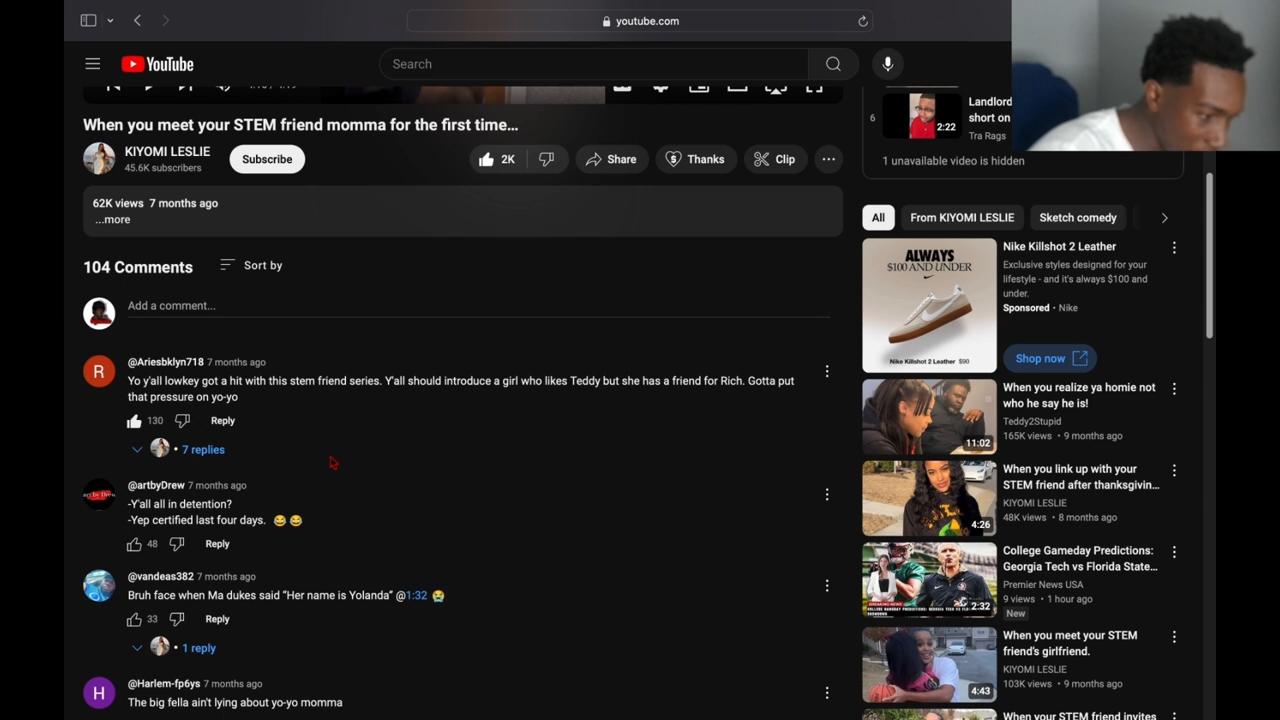 youtube.com
YouTube
Search
When you meet your STEM friend momma for the first time...
KIYOMI LESLIE
45.6K subscribers
Subscribe
2K
Share
Thanks
Clip
62K views 7 months ago
...more
104 Comments
Sort by
Add a comment...
R
@Ariesbklyn718 7 months ago
Yo y'all lowkey got a hit with this stem friend series. Y'all should introduce a girl who likes Teddy but she has a friend for Rich. Gotta put
that pressure on yo-yo
130
Reply
• 7 replies
@artbyDrew 7 months ago
-Y'all all in detention?
-Yep certified last four days. 😂😂
48
Reply
@vandeas382 7 months ago
Bruh face when Ma dukes said “Her name is Yolanda” @1:32 😭
33
Reply
• 1 reply
H
@Harlem-fp6ys 7 months ago
The big fells ain't lying about yo-yo momma
6
2:22
Landlord
short on
Tra Rags
1 unavailable video is hidden
All
From KIYOMI LESLIE
Sketch comedy
ALWAYS
$100 AND UNDER
Nike Killshot 2 Leather $90
Nike Killshot 2 Leather
Exclusive styles designed for your
lifestyle - and it's always $100 and
under.
Sponsored • Nike
Shop now
11:02
When you realize ya homie not
who he say he is!
Teddy2Stupid
165K views • 9 months ago
4:26
When you link up with your
STEM friend after thanksgivin...
KIYOMI LESLIE
48K views • 8 months ago
2:32
College Gameday Predictions:
Georgia Tech vs Florida State...
Premier News USA
9 views • 1 hour ago
New
4:43
When you meet your STEM
friend's girlfriend.
KIYOMI LESLIE
103K views • 9 months ago
When your STEM friend invites